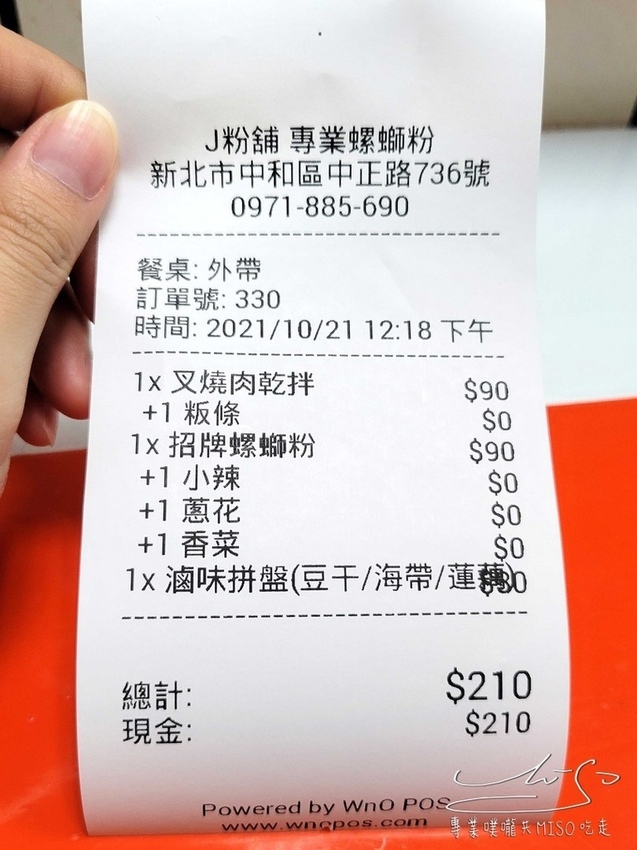 J粉舖 專業螺螄粉
新北市中和區中正路736號
0971-885-690
餐桌: 外帶
訂單號: 330
時間: 2021/10/21 12:18 下午
1x 叉燒肉乾拌 $90
+1 粄條 $0
1x 招牌螺螄粉 $90
+1 小辣 $0
+1 蔥花 $0
+1 香菜 $0
1x 滷味拼盤(豆干/海帶/蓮藕) $30
總計: $210
現金: $210
Powered by WnO POS
www.wnopos.com
專業噗嚨共MISO吃走